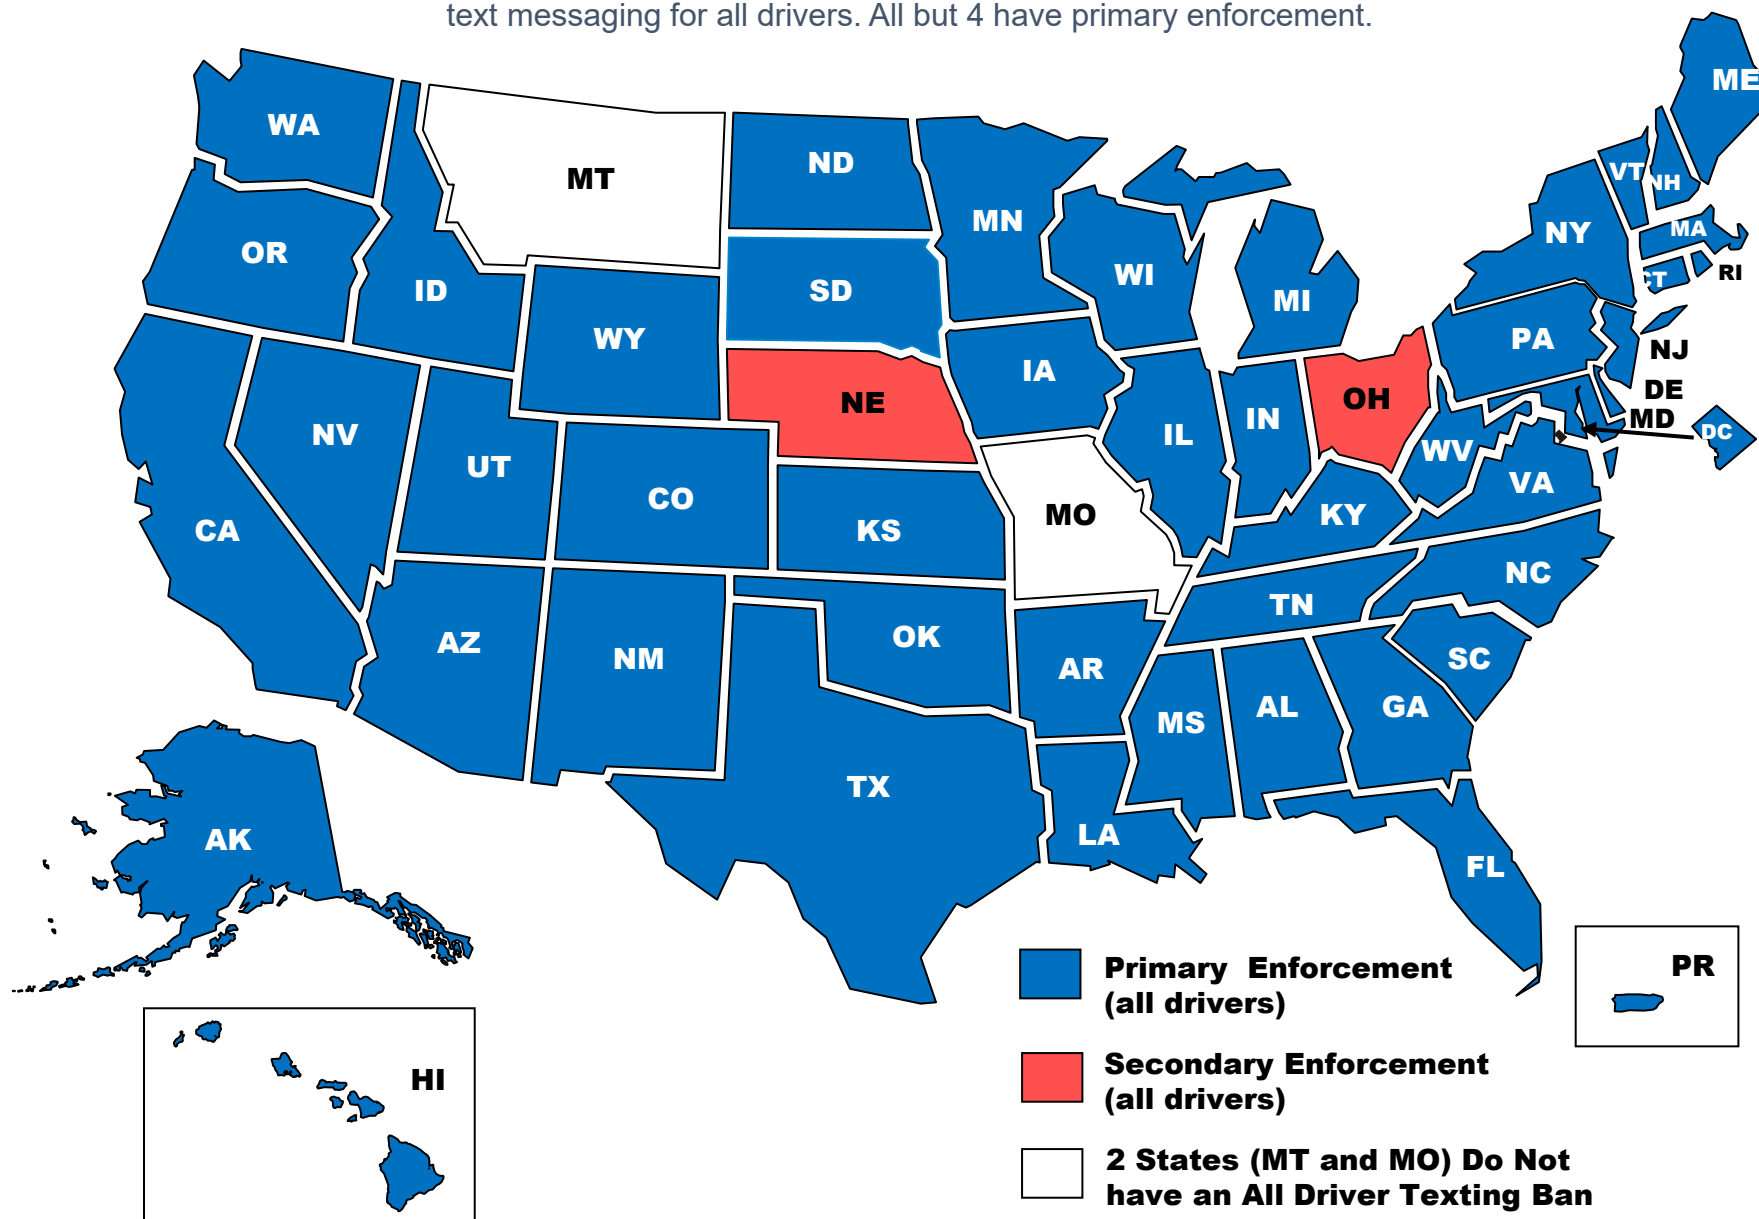 text messaging for all drivers. All but 4 have primary enforcement.
ME
WA
ND
MT
VT
NH
MN
NY
MA
OR
WI
RI
ID
SD
MI
CT
WY
PA
NJ
IA
DE
NE
OH
MD
IN
DC
NV
IL
WV
UT
VA
CO
MO
KY
CA
KS
NC
TN
OK
AZ
NM
AR
SC
GA
AL
MS
TX
LA
AK
FL
Primary Enforcement
(all drivers)
PR
HI
Secondary Enforcement
(all drivers)
2 States (MT and MO) Do Not
have an All Driver Texting Ban